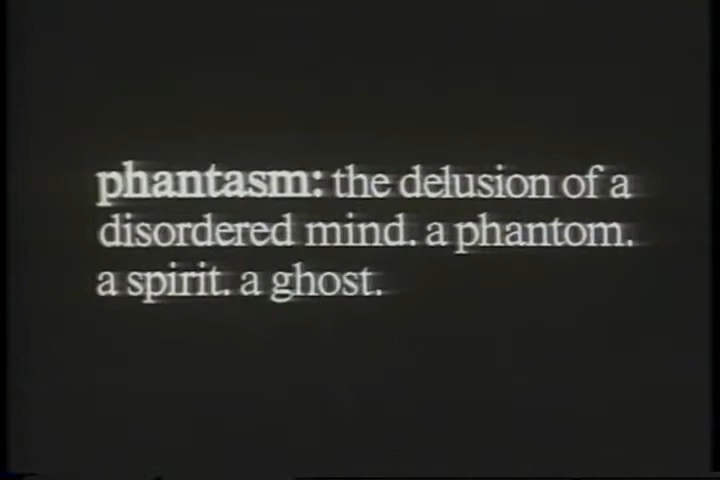 phantasm: the delusion of a
disordered mind. a phantom.
a spirit. a ghost.